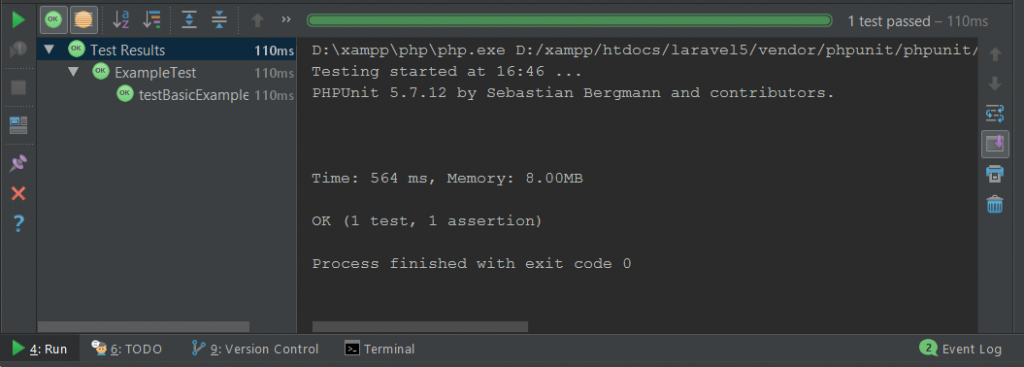 OK
1 test passed – 110ms
OK Test Results 110ms
OK ExampleTest 110ms
OK testBasicExample 110ms
D:\xampp\php\php.exe D:/xampp/htdocs/laravel5/vendor/phpunit/phpunit/
Testing started at 16:46 ...
PHPUnit 5.7.12 by Sebastian Bergmann and contributors.
Time: 564 ms, Memory: 8.00MB
OK (1 test, 1 assertion)
Process finished with exit code 0
4: Run 6: TODO 9: Version Control Terminal 2 Event Log